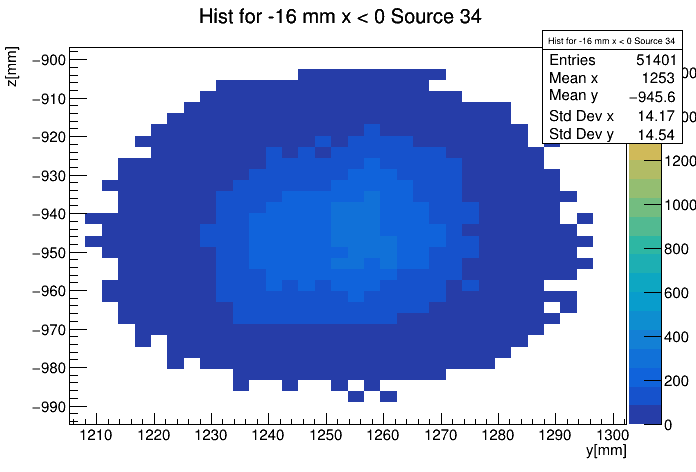 Hist for -16 mm x < 0 Source 34
z[mm]
Hist for -16 mm x < 0 Source 34
Entries 51401
Mean x 1253
Mean y −945.6
Std Dev x 14.17
Std Dev y 14.54
−900
−910
−920
−930
−940
−950
−960
−970
−980
−990
1200
1000
800
600
400
200
0
1210 1220 1230 1240 1250 1260 1270 1280 1290 1300
y[mm]